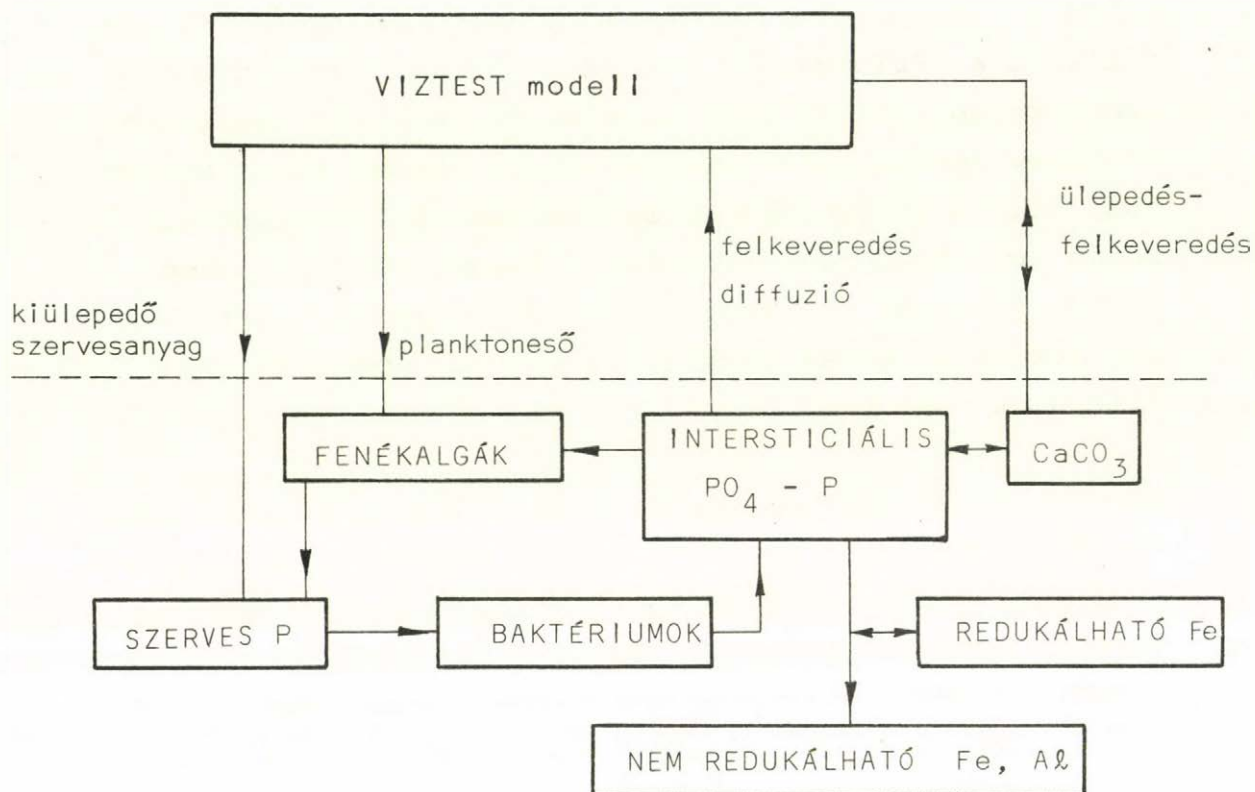 VIZTEST modell
ülepedés-
felkeveredés
felkeveredés
diffuzió
kiülepedő
szervesanyag
planktoneső
FENÉKALGÁK
INTERSTICIÁLIS
PO₄ - P
CaCO₃
SZERVES P
BAKTÉRIUMOK
REDUKÁLHATÓ Fe
NEM REDUKÁLHATÓ Fe, Aℓ